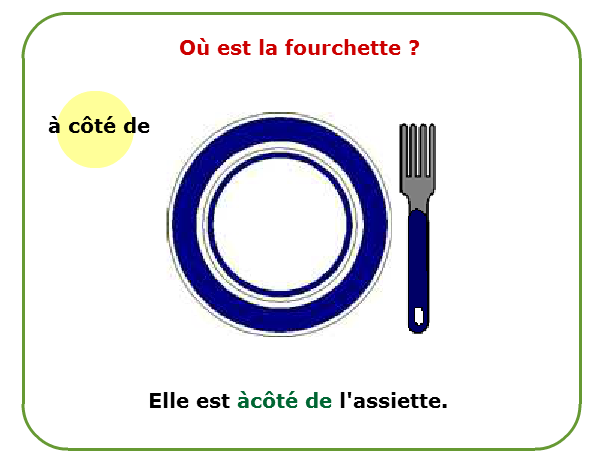 Où est la fourchette ?
à côté de
Elle est àcôté de l'assiette.